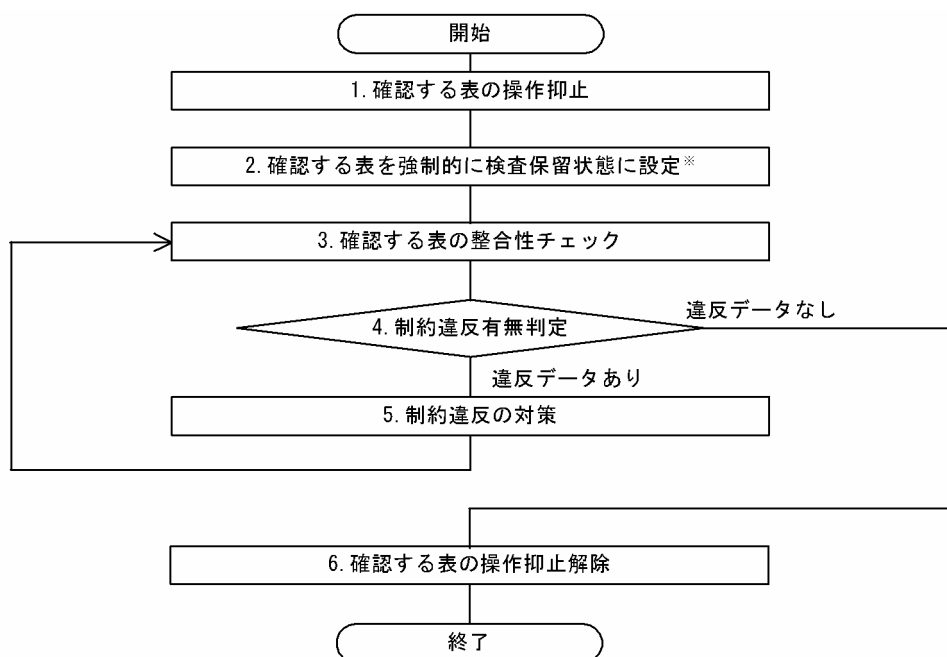 開始
1.確認する表の操作抑止
2.確認する表を強制的に検査保留状態に設定※
3.確認する表の整合性チェック
4.制約違反有無判定
違反データなし
違反データあり
5.制約違反の対策
6.確認する表の操作抑止解除
終了